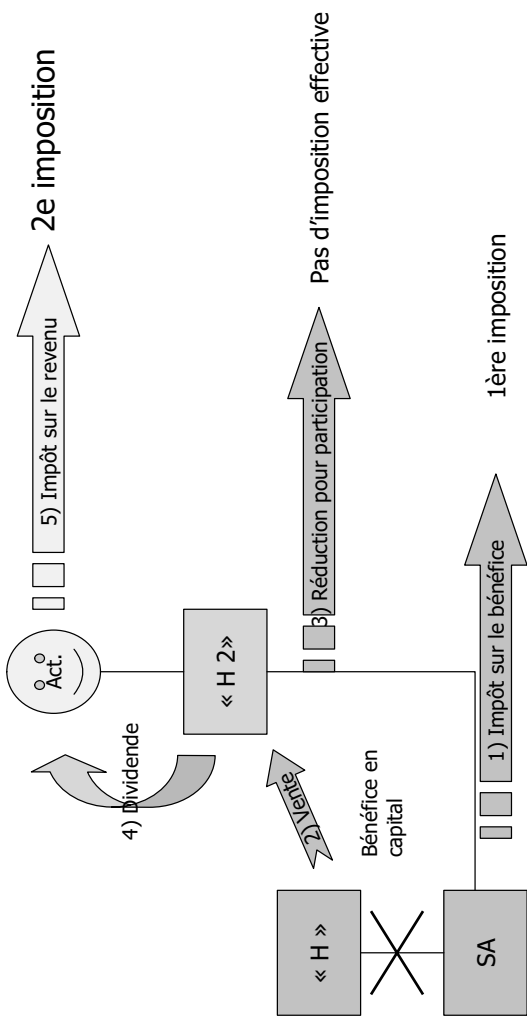 2e imposition
5) Impôt sur le revenu
Act.
4) Dividende
« H 2»
Pas d’imposition effective
3) Réduction pour participation
2) Vente
Bénéfice en
capital
« H »
1ère imposition
1) Impôt sur le bénéfice
SA